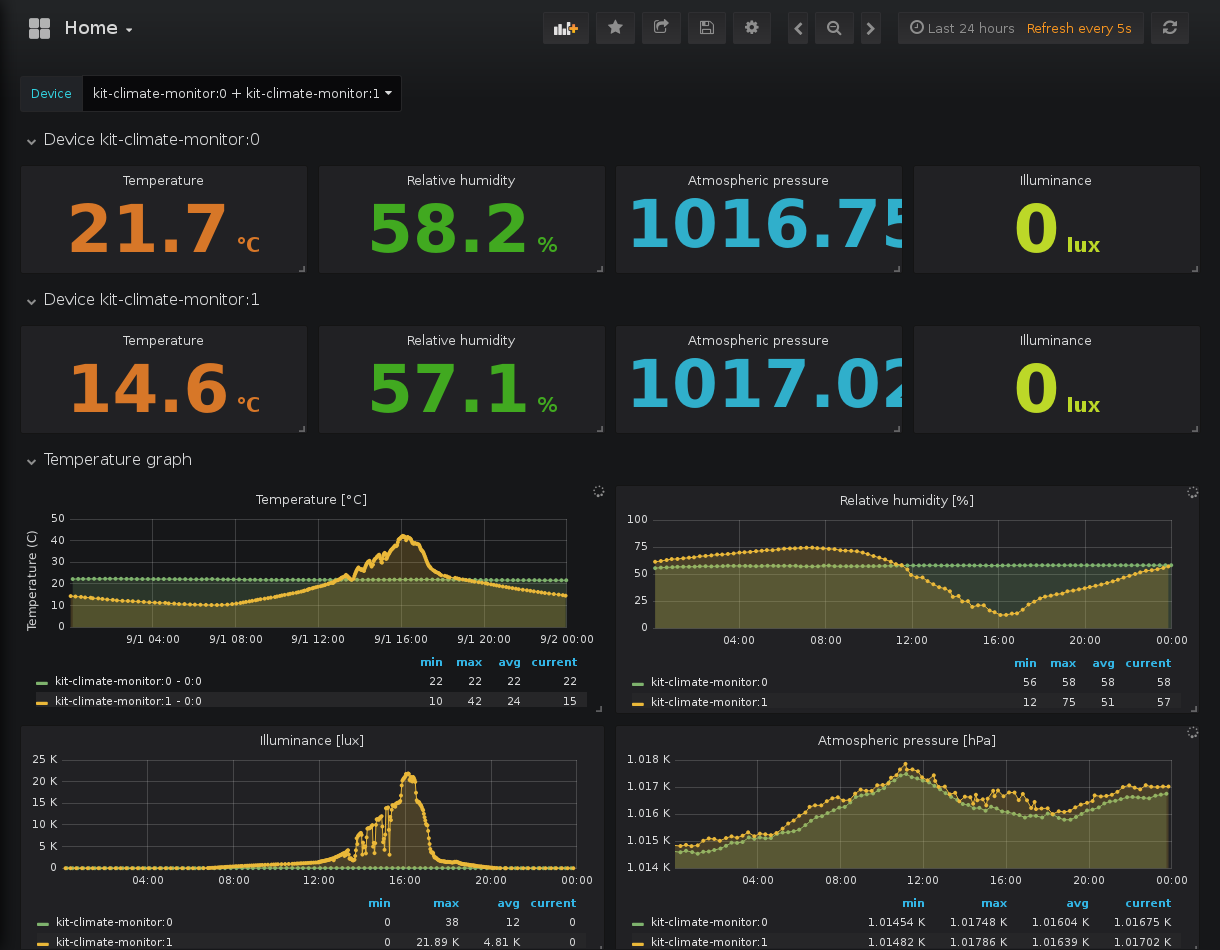 Home
Last 24 hours Refresh every 5s
Device kit-climate-monitor:0 + kit-climate-monitor:1
Device kit-climate-monitor:0
Temperature Relative humidity Atmospheric pressure Illuminance
21.7 °C 58.2 % 1016.75 0 lux
Device kit-climate-monitor:1
Temperature Relative humidity Atmospheric pressure Illuminance
14.6 °C 57.1 % 1017.02 0 lux
Temperature graph
Temperature [°C]
Temperature (C)
50
40
30
20
10
0
9/1 04:00 9/1 08:00 9/1 12:00 9/1 16:00 9/1 20:00 9/2 00:00
min max avg current
kit-climate-monitor:0 - 0:0 22 22 22 22
kit-climate-monitor:1 - 0:0 10 42 24 15
Relative humidity [%]
100
75
50
25
0
04:00 08:00 12:00 16:00 20:00 00:00
min max avg current
kit-climate-monitor:0 56 58 58 58
kit-climate-monitor:1 12 75 51 57
Illuminance [lux]
25 K
20 K
15 K
10 K
5 K
0
04:00 08:00 12:00 16:00 20:00 00:00
min max avg current
kit-climate-monitor:0 0 38 12 0
kit-climate-monitor:1 0 21.89 K 4.81 K 0
Atmospheric pressure [hPa]
1.018 K
1.017 K
1.016 K
1.015 K
1.014 K
04:00 08:00 12:00 16:00 20:00 00:00
min max avg current
kit-climate-monitor:0 1.01454 K 1.01748 K 1.01604 K 1.01675 K
kit-climate-monitor:1 1.01482 K 1.01786 K 1.01639 K 1.01702 K